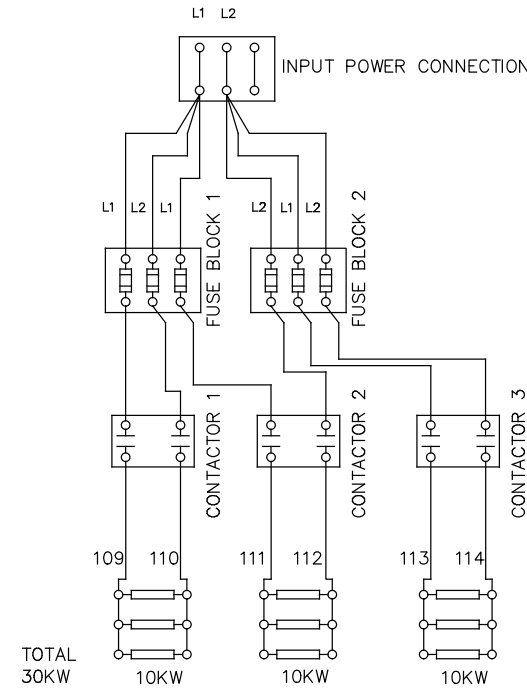 L1 L2
INPUT POWER CONNECTION
L1 L2 L1
L2 L1 L2
FUSE BLOCK 1
FUSE BLOCK 2
CONTACTOR 1
CONTACTOR 2
CONTACTOR 3
109 110 111 112 113 114
TOTAL
30KW
10KW 10KW 10KW